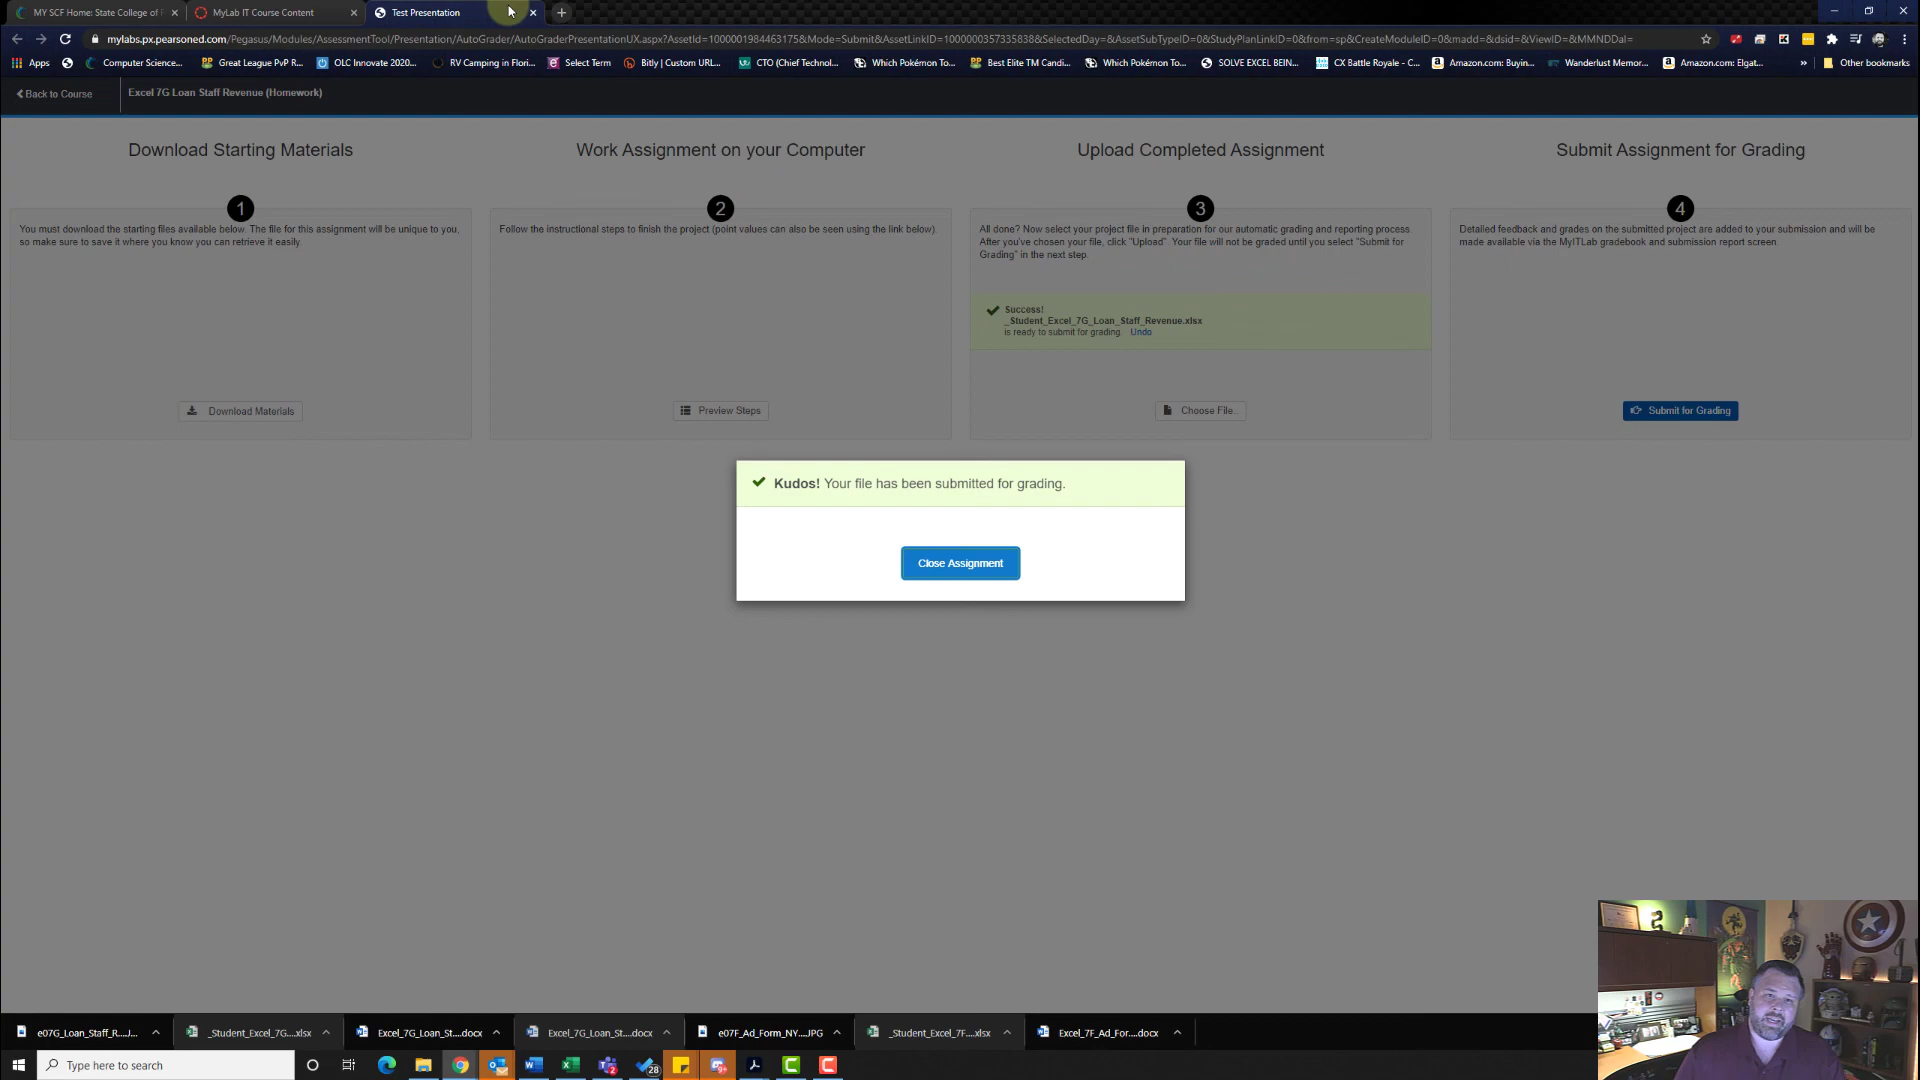 MY SCF Home: State College of F
MyLab IT Course Content
Test Presentation
mylabs.px.pearsoned.com/Pegasus/Modules/AssessmentTool/Presentation/AutoGrader/AutoGraderPresentationUX.aspx?AssetId=1000001984463175&Mode=Submit&AssetLinkID=1000000357335838&SelectedDay=&AssetSubTypeID=0&StudyPlanLinkID=0&from=sp&CreateModuleID=0&madd=&dsid=&ViewID=&MMNDDal=
Apps
Computer Science...
Great League PvP R...
OLC Innovate 2020...
RV Camping in Flori...
Select Term
Bitly | Custom URL...
CTO (Chief Technol...
Which Pokémon To...
Best Elite TM Candi...
Which Pokémon To...
SOLVE EXCEL BEIN...
CX Battle Royale - C...
Amazon.com: Buyin...
Wanderlust Memor...
Amazon.com: Elgat...
Other bookmarks
Back to Course
Excel 7G Loan Staff Revenue (Homework)
Download Starting Materials
1
You must download the starting files available below. The file for this assignment will be unique to you,
so make sure to save it where you know you can retrieve it easily.
Download Materials
Work Assignment on your Computer
2
Follow the instructional steps to finish the project (point values can also be seen using the link below).
Preview Steps
Upload Completed Assignment
3
All done? Now select your project file in preparation for our automatic grading and reporting process.
After you've chosen your file, click "Upload". Your file will not be graded until you select "Submit for
Grading" in the next step.
Success!
_Student_Excel_7G_Loan_Staff_Revenue.xlsx
is ready to submit for grading. Undo
Choose File..
Submit Assignment for Grading
4
Detailed feedback and grades on the submitted project are added to your submission and will be
made available via the MyITLab gradebook and submission report screen.
Submit for Grading
Kudos! Your file has been submitted for grading.
Close Assignment
e07G_Loan_Staff_R....J...
_Student_Excel_7G....xlsx
Excel_7G_Loan_St....docx
Excel_7G_Loan_St....docx
e07F_Ad_Form_NY....JPG
_Student_Excel_7F....xlsx
Excel_7F_Ad_For....docx
Type here to search
2
28
9+